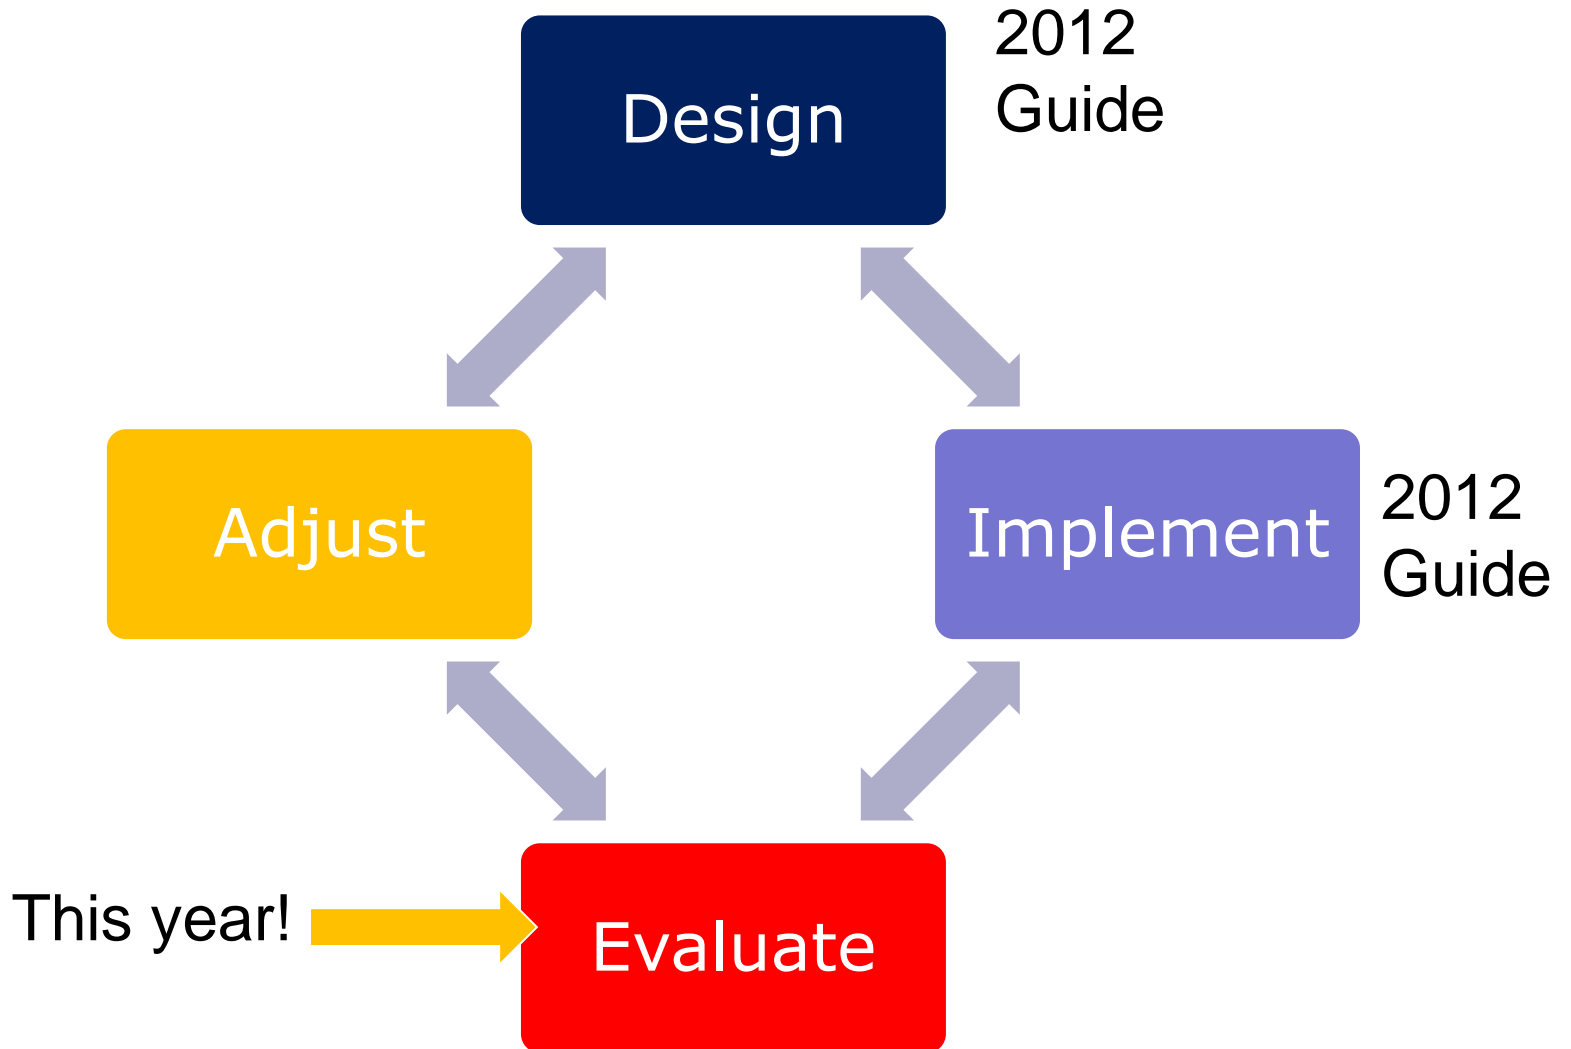 Design
2012
Guide
Adjust
Implement
2012
Guide
This year!
Evaluate